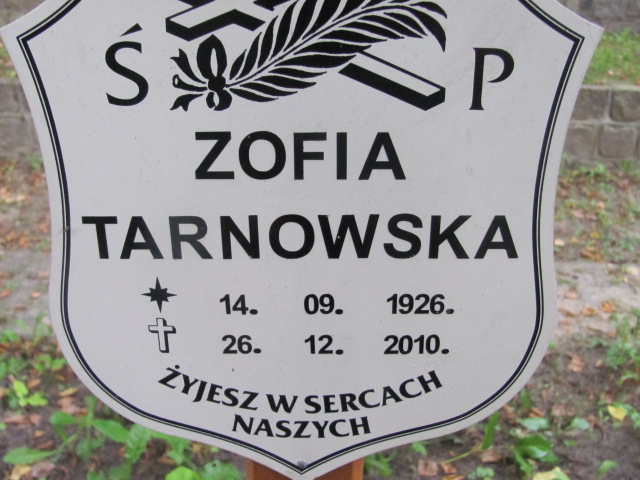 Ś P
ZOFIA
TARNOWSKA
14. 09. 1926.
26. 12. 2010.
ŻYJESZ W SERCACH
NASZYCH